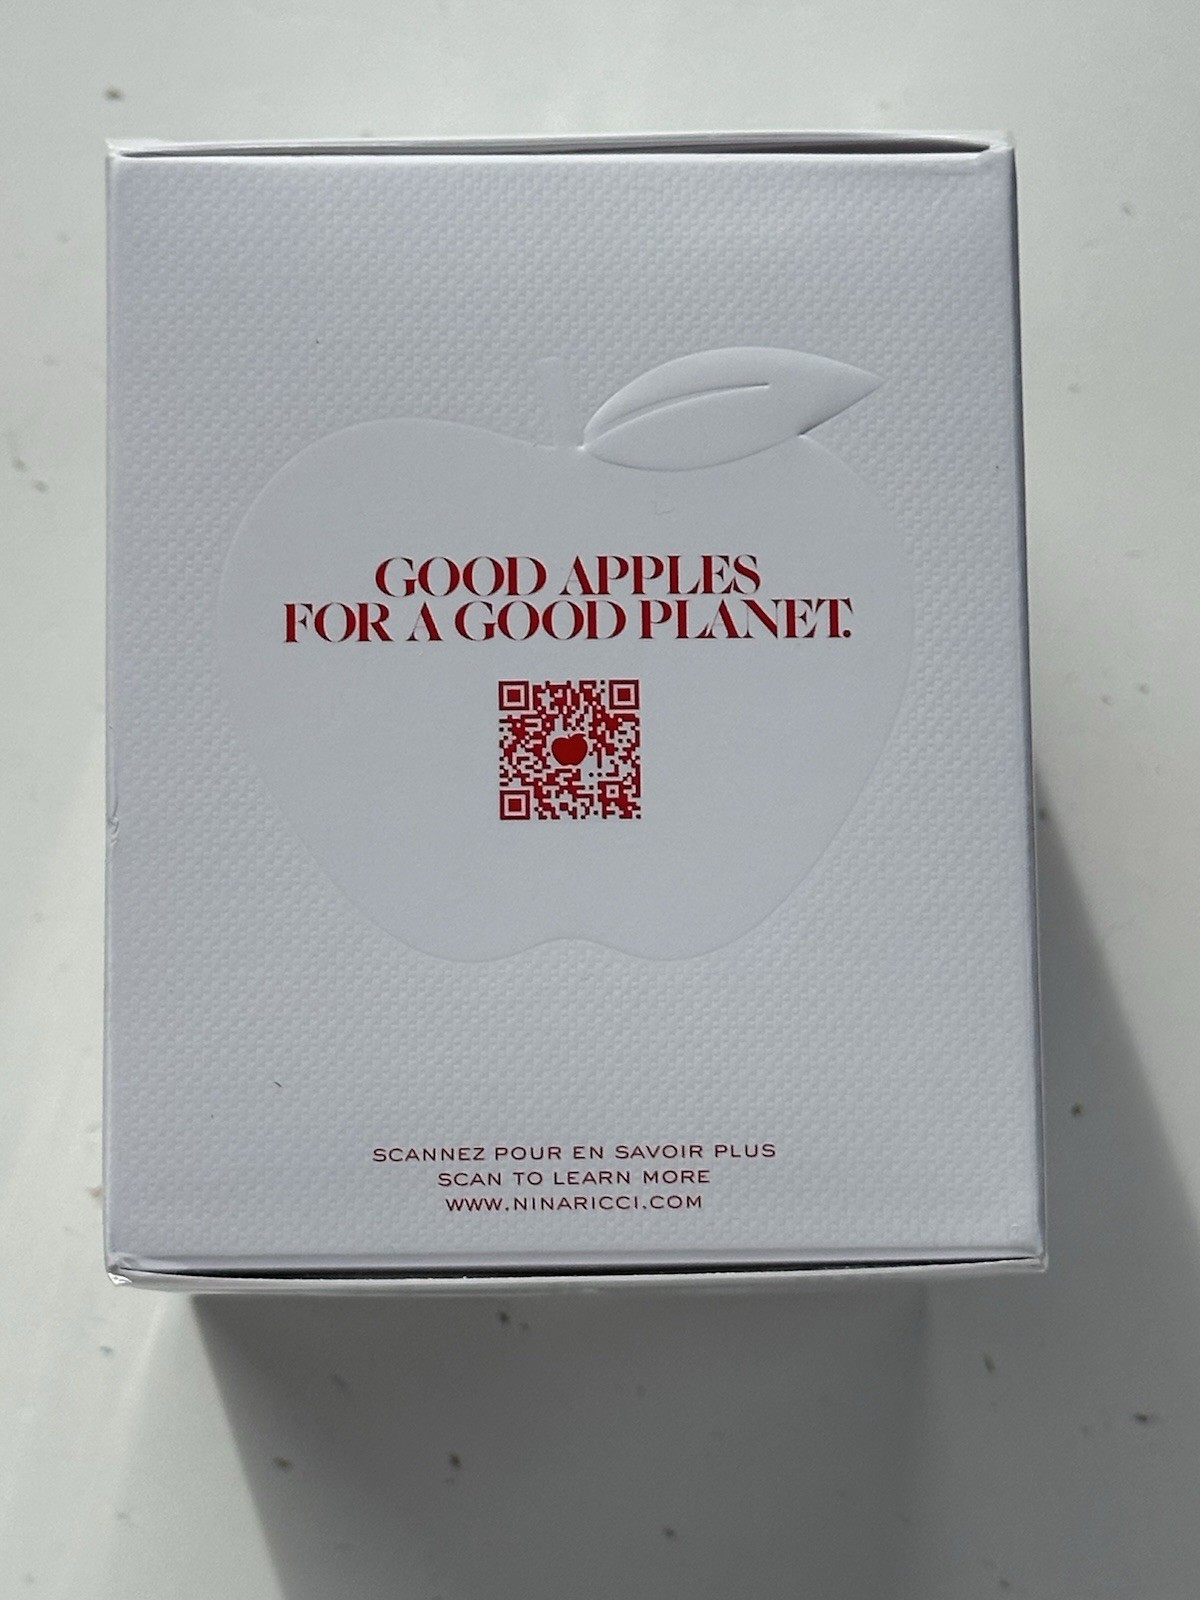 GOOD APPLES
FOR A GOOD PLANET.
SCANNEZ POUR EN SAVOIR PLUS
SCAN TO LEARN MORE
WWW.NINARICCI.COM